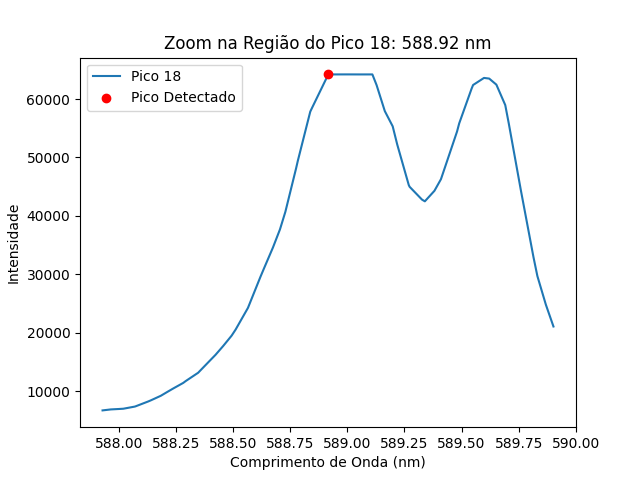 Zoom na Região do Pico 18: 588.92 nm
Pico 18
Pico Detectado
60000
50000
40000
30000
20000
10000
Intensidade
588.00 588.25 588.50 588.75 589.00 589.25 589.50 589.75 590.00
Comprimento de Onda (nm)